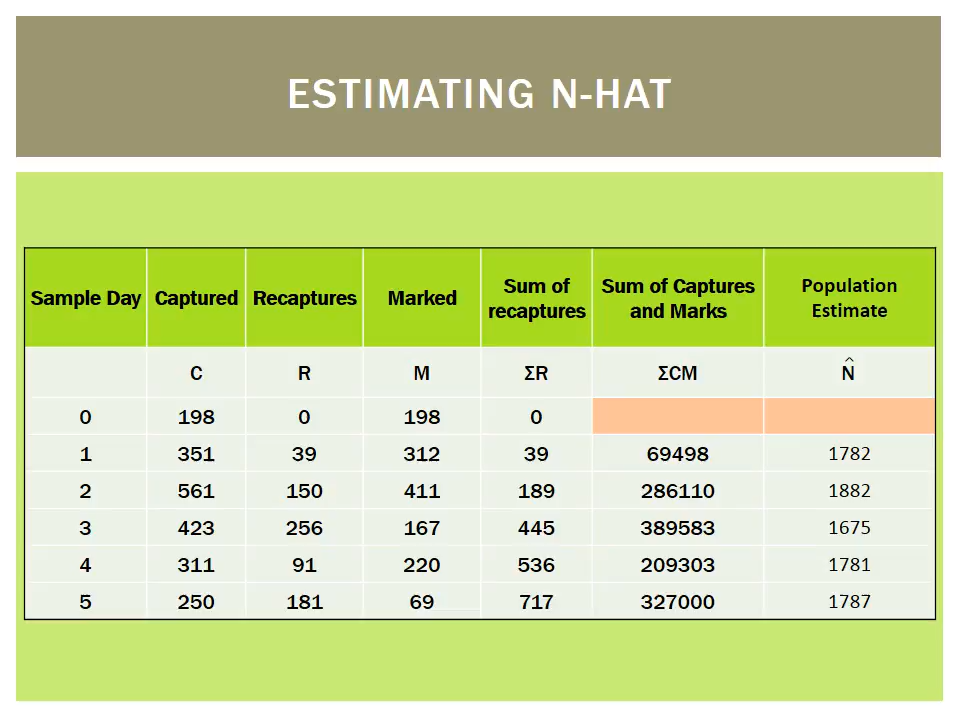 ESTIMATING N-HAT
Sample Day Captured Recaptures Marked Sum of recaptures Sum of Captures and Marks Population Estimate
C R M ΣR ΣCM N̂
0 198 0 198 0
1 351 39 312 39 69498 1782
2 561 150 411 189 286110 1882
3 423 256 167 445 389583 1675
4 311 91 220 536 209303 1781
5 250 181 69 717 327000 1787